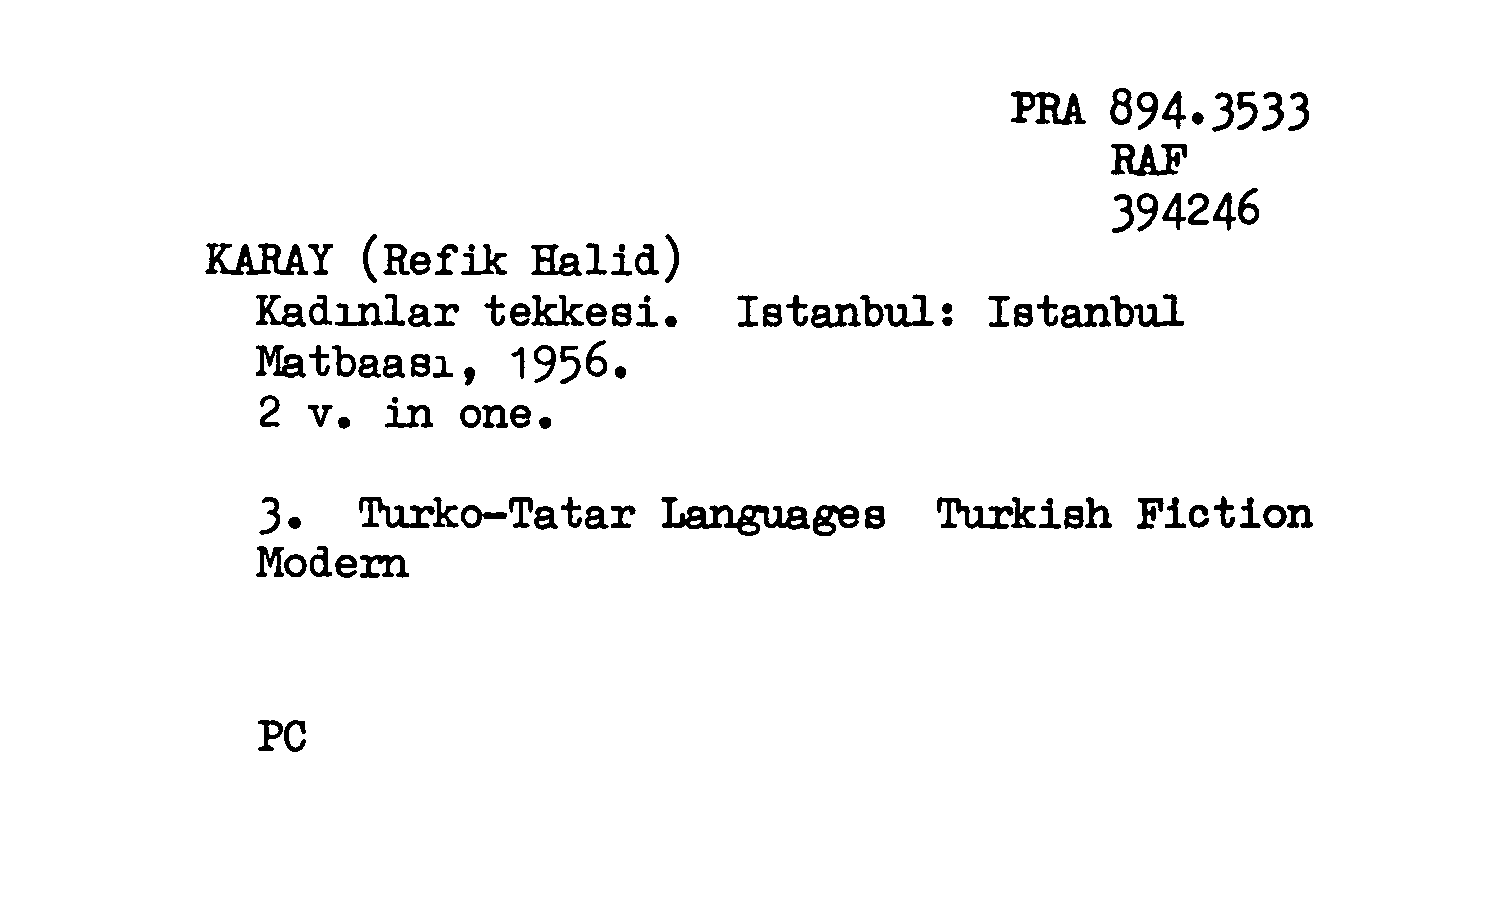 PRA 894.3533
RAF
394246
KARAY (Refik Halid)
Kadınlar tekkesi.  Istanbul: Istanbul
Matbaası, 1956.
2 v. in one.
3.  Turko-Tatar Languages  Turkish Fiction
Modern
PC